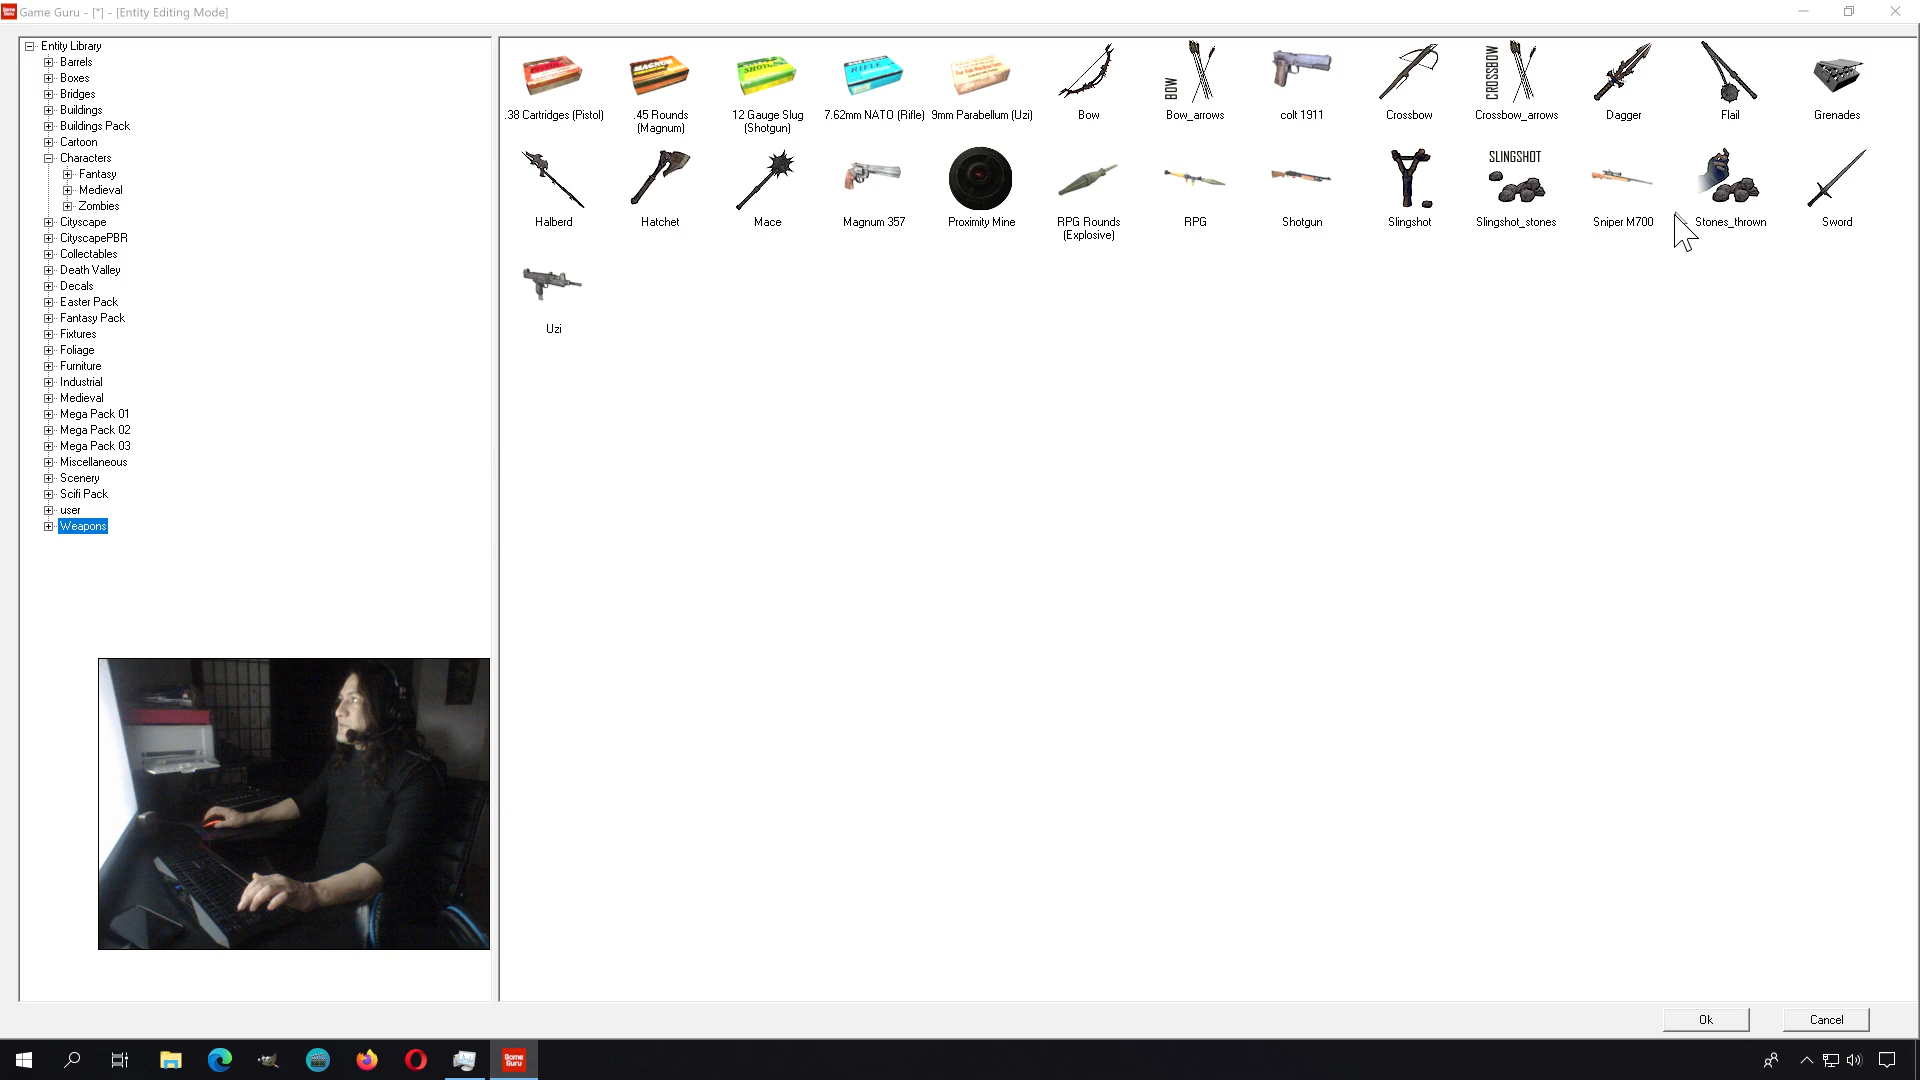 Game Guru - [*] - [Entity Editing Mode]
Entity Library
Barrels
Boxes
Bridges
Buildings
Buildings Pack
Cartoon
Characters
Fantasy
Medieval
Zombies
Cityscape
CityscapePBR
Collectables
Death Valley
Decals
Easter Pack
Fantasy Pack
Fixtures
Foliage
Furniture
Industrial
Medieval
Mega Pack 01
Mega Pack 02
Mega Pack 03
Miscellaneous
Scenery
Scifi Pack
user
Weapons
MAGNUM
RIFLE
BOW
CROSSBOW
.38 Cartridges (Pistol)
.45 Rounds
(Magnum)
12 Gauge Slug
(Shotgun)
7.62mm NATO (Rifle)
9mm Parabellum (Uzi)
Bow
Bow_arrows
colt 1911
Crossbow
Crossbow_arrows
Dagger
Flail
Grenades
SLINGSHOT
Halberd
Hatchet
Mace
Magnum 357
Proximity Mine
RPG Rounds
(Explosive)
RPG
Shotgun
Slingshot
Slingshot_stones
Sniper M700
Stones_thrown
Sword
Uzi
Ok
Cancel
Game
Guru